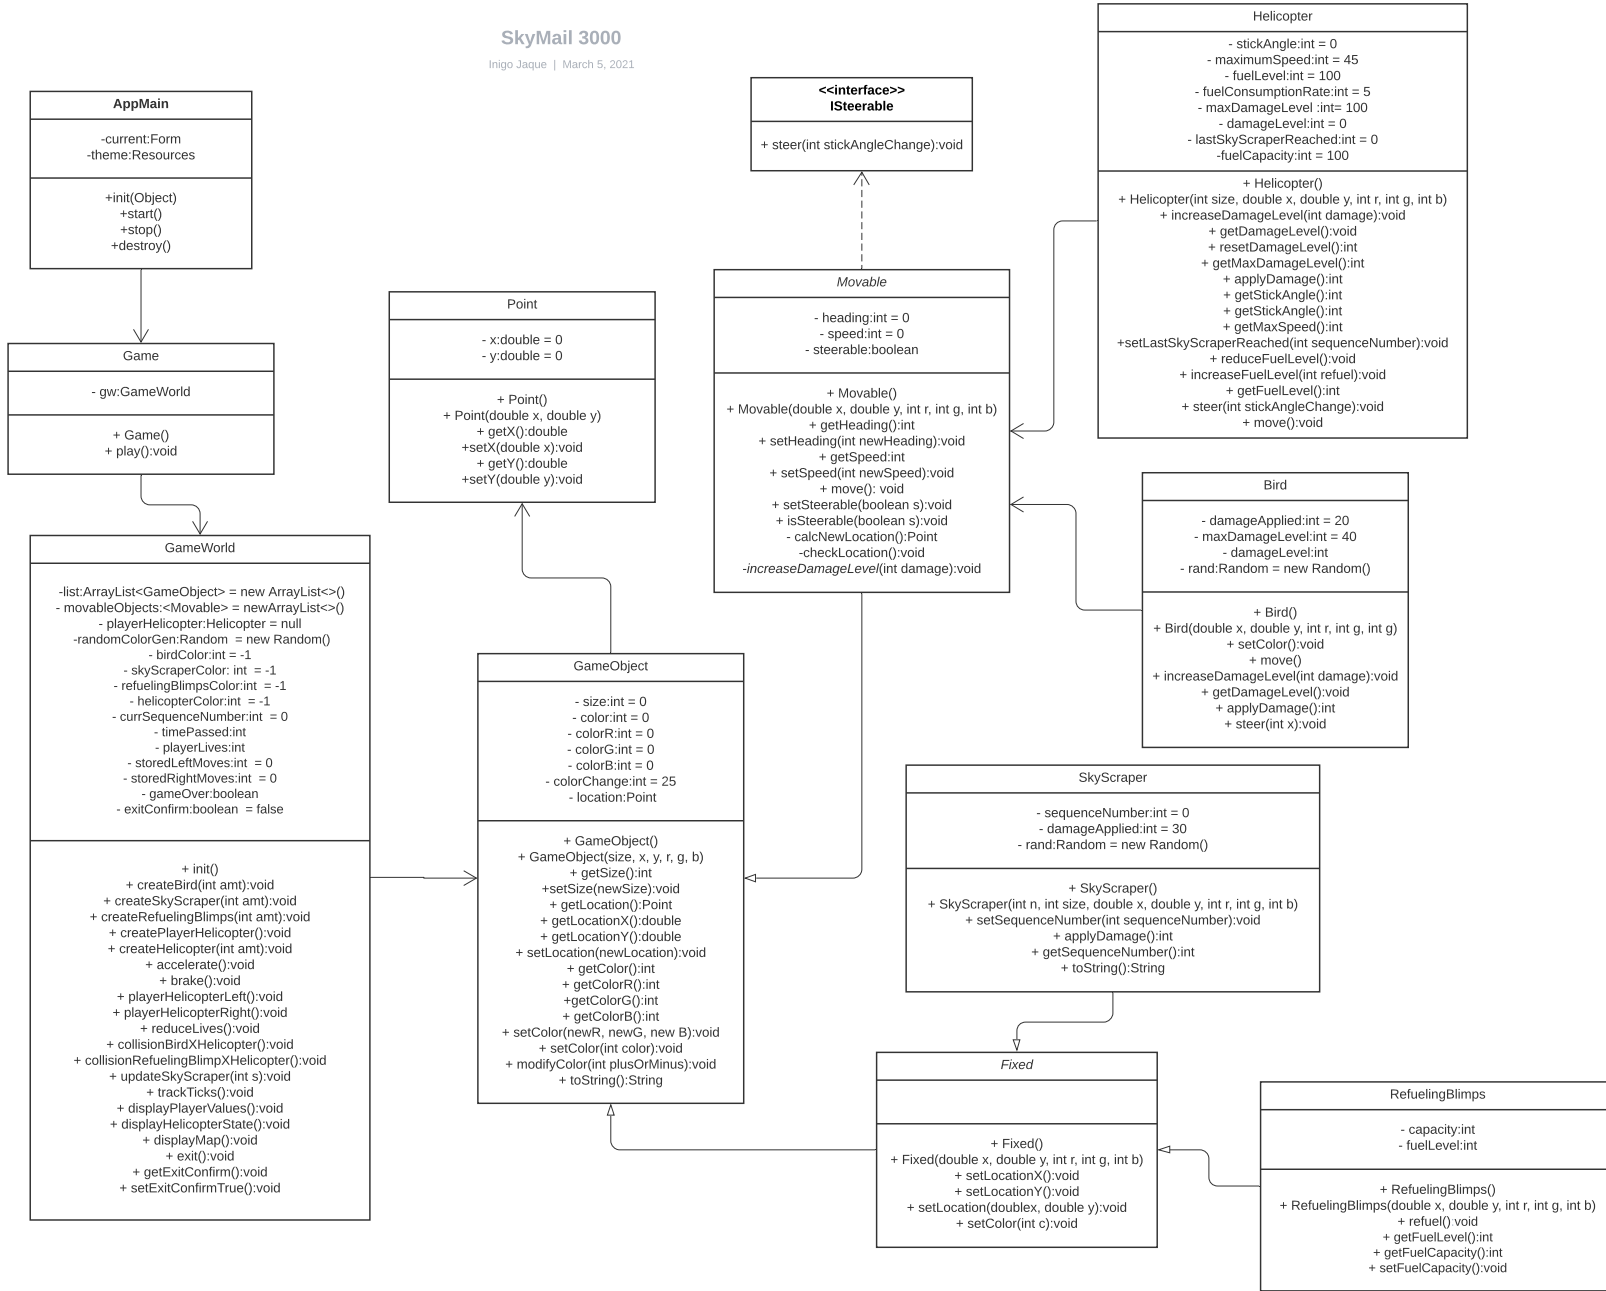 SkyMail 3000
Inigo Jaque | March 5, 2021
AppMain
-current:Form
-theme:Resources
+init(Object)
+start()
+stop()
+destroy()
Game
- gw:GameWorld
+ Game()
+ play():void
GameWorld
-list:ArrayList<GameObject> = new ArrayList<>()
- movableObjects:<Movable> = newArrayList<>()
- playerHelicopter:Helicopter = null
-randomColorGen:Random  = new Random()
- birdColor:int = -1
- skyScraperColor: int  = -1
- refuelingBlimpsColor:int  = -1
- helicopterColor:int  = -1
- currSequenceNumber:int  = 0
- timePassed:int
- playerLives:int
- storedLeftMoves:int  = 0
- storedRightMoves:int  = 0
- gameOver:boolean
- exitConfirm:boolean  = false
+ init()
+ createBird(int amt):void
+ createSkyScraper(int amt):void
+ createRefuelingBlimps(int amt):void
+ createPlayerHelicopter():void
+ createHelicopter(int amt):void
+ accelerate():void
+ brake():void
+ playerHelicopterLeft():void
+ playerHelicopterRight():void
+ reduceLives():void
+ collisionBirdXHelicopter():void
+ collisionRefuelingBlimpXHelicopter():void
+ updateSkyScraper(int s):void
+ trackTicks():void
+ displayPlayerValues():void
+ displayHelicopterState():void
+ displayMap():void
+ exit():void
+ getExitConfirm():void
+ setExitConfirmTrue():void
Point
- x:double = 0
- y:double = 0
+ Point()
+ Point(double x, double y)
+ getX():double
+setX(double x):void
+ getY():double
+setY(double y):void
GameObject
- size:int = 0
- color:int = 0
- colorR:int = 0
- colorG:int = 0
- colorB:int = 0
- colorChange:int = 25
- location:Point
+ GameObject()
+ GameObject(size, x, y, r, g, b)
+ getSize():int
+setSize(newSize):void
+ getLocation():Point
+ getLocationX():double
+ getLocationY():double
+ setLocation(newLocation):void
+ getColor():int
+ getColorR():int
+getColorG():int
+ getColorB():int
+ setColor(newR, newG, new B):void
+ setColor(int color):void
+ modifyColor(int plusOrMinus):void
+ toString():String
<<interface>>
ISteerable
+ steer(int stickAngleChange):void
Movable
- heading:int = 0
- speed:int = 0
- steerable:boolean
+ Movable()
+ Movable(double x, double y, int r, int g, int b)
+ getHeading():int
+ setHeading(int newHeading):void
+ getSpeed:int
+ setSpeed(int newSpeed):void
+ move(): void
+ setSteerable(boolean s):void
+ isSteerable(boolean s):void
- calcNewLocation():Point
-checkLocation():void
-increaseDamageLevel(int damage):void
Helicopter
- stickAngle:int = 0
- maximumSpeed:int = 45
- fuelLevel:int = 100
- fuelConsumptionRate:int = 5
- maxDamageLevel :int= 100
- damageLevel:int = 0
- lastSkyScraperReached:int = 0
-fuelCapacity:int = 100
+ Helicopter()
+ Helicopter(int size, double x, double y, int r, int g, int b)
+ increaseDamageLevel(int damage):void
+ getDamageLevel():void
+ resetDamageLevel():int
+ getMaxDamageLevel():int
+ applyDamage():int
+ getStickAngle():int
+ getStickAngle():int
+ getMaxSpeed():int
+setLastSkyScraperReached(int sequenceNumber):void
+ reduceFuelLevel():void
+ increaseFuelLevel(int refuel):void
+ getFuelLevel():int
+ steer(int stickAngleChange):void
+ move():void
Bird
- damageApplied:int = 20
- maxDamageLevel:int = 40
- damageLevel:int
- rand:Random = new Random()
+ Bird()
+ Bird(double x, double y, int r, int g, int g)
+ setColor():void
+ move()
+ increaseDamageLevel(int damage):void
+ getDamageLevel():void
+ applyDamage():int
+ steer(int x):void
SkyScraper
- sequenceNumber:int = 0
- damageApplied:int = 30
- rand:Random = new Random()
+ SkyScraper()
+ SkyScraper(int n, int size, double x, double y, int r, int g, int b)
+ setSequenceNumber(int sequenceNumber):void
+ applyDamage():int
+ getSequenceNumber():int
+ toString():String
Fixed
+ Fixed()
+ Fixed(double x, double y, int r, int g, int b)
+ setLocationX():void
+ setLocationY():void
+ setLocation(doublex, double y):void
+ setColor(int c):void
RefuelingBlimps
- capacity:int
- fuelLevel:int
+ RefuelingBlimps()
+ RefuelingBlimps(double x, double y, int r, int g, int b)
+ refuel():void
+ getFuelLevel():int
+ getFuelCapacity():int
+ setFuelCapacity():void